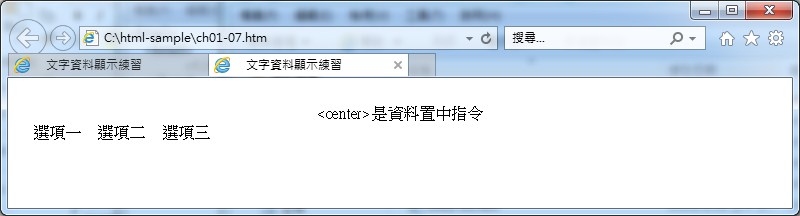 C:\html-sample\ch01-07.htm
搜尋...
文字資料顯示練習
文字資料顯示練習
<center>是資料置中指令
選項一 選項二 選項三